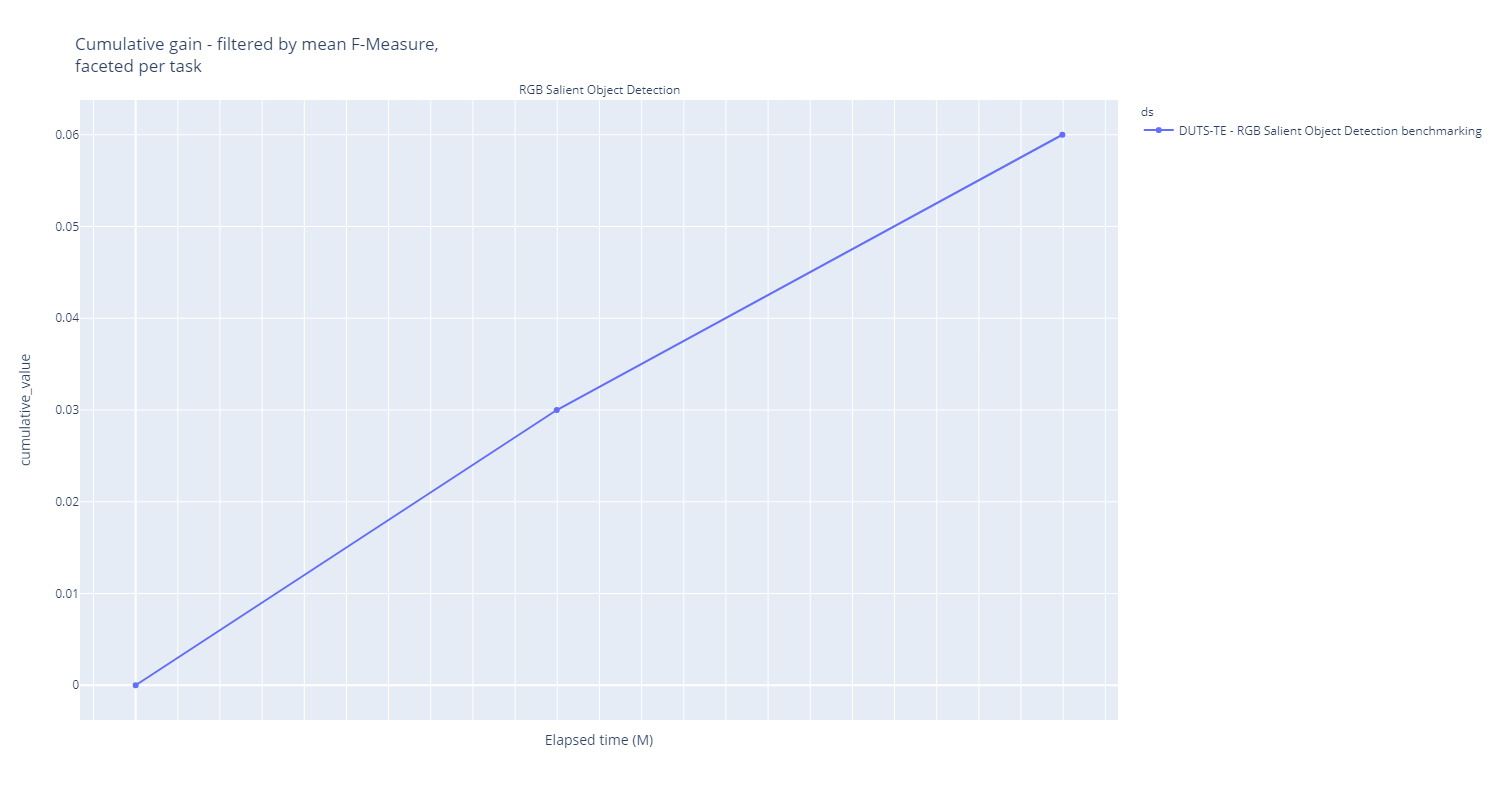 Cumulative gain - filtered by mean F-Measure,
faceted per task
RGB Salient Object Detection
ds
DUTS-TE - RGB Salient Object Detection benchmarking
0.06
0.05
0.04
0.03
0.02
0.01
0
cumulative_value
Elapsed time (M)